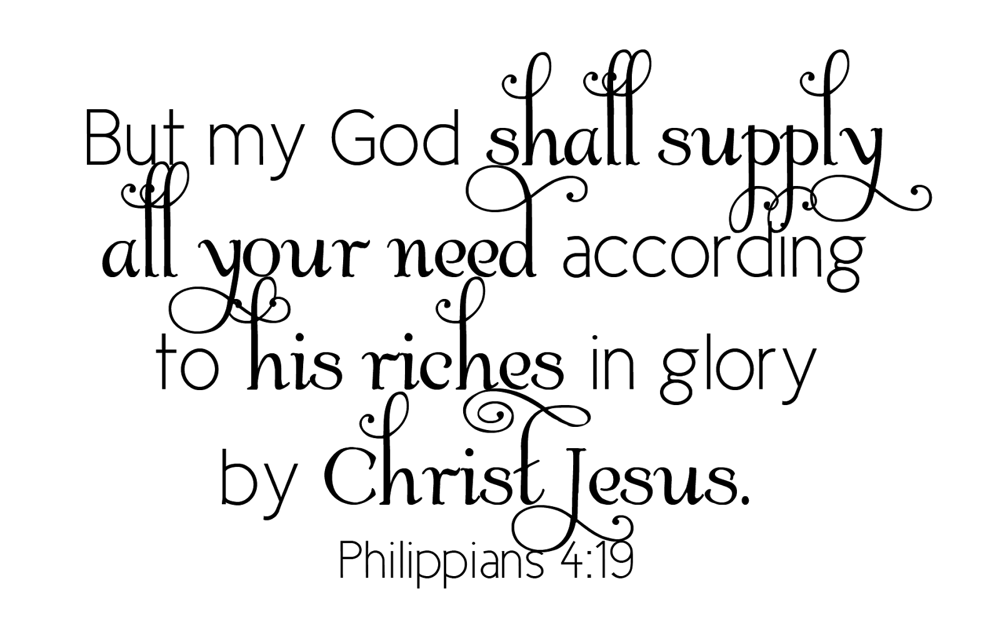 But my God shall supply
all your need according
to his riches in glory
by Christ Jesus.
Philippians 4:19